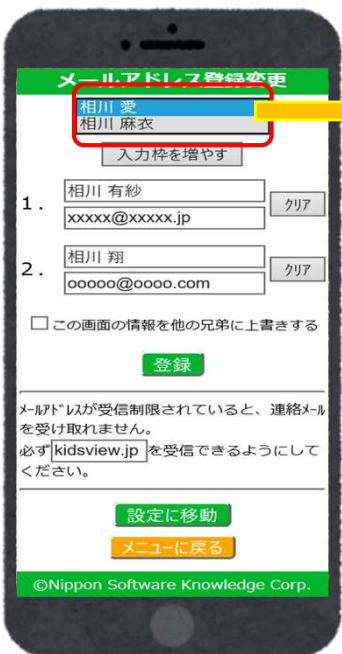 メールアドレス登録変更
相川 愛
相川 麻衣
入力枠を増やす
1.
相川 有紗
xxxxx@xxxxx.jp
クリア
2.
相川 翔
ooooo@oooo.com
クリア
この画面の情報を他の兄弟に上書きする
登録
メールアドレスが受信制限されていると、連絡メール
を受け取れません。
必ず kidsview.jp を受信できるようにして
ください。
設定に移動
メニューに戻る
©Nippon Software Knowledge Corp.